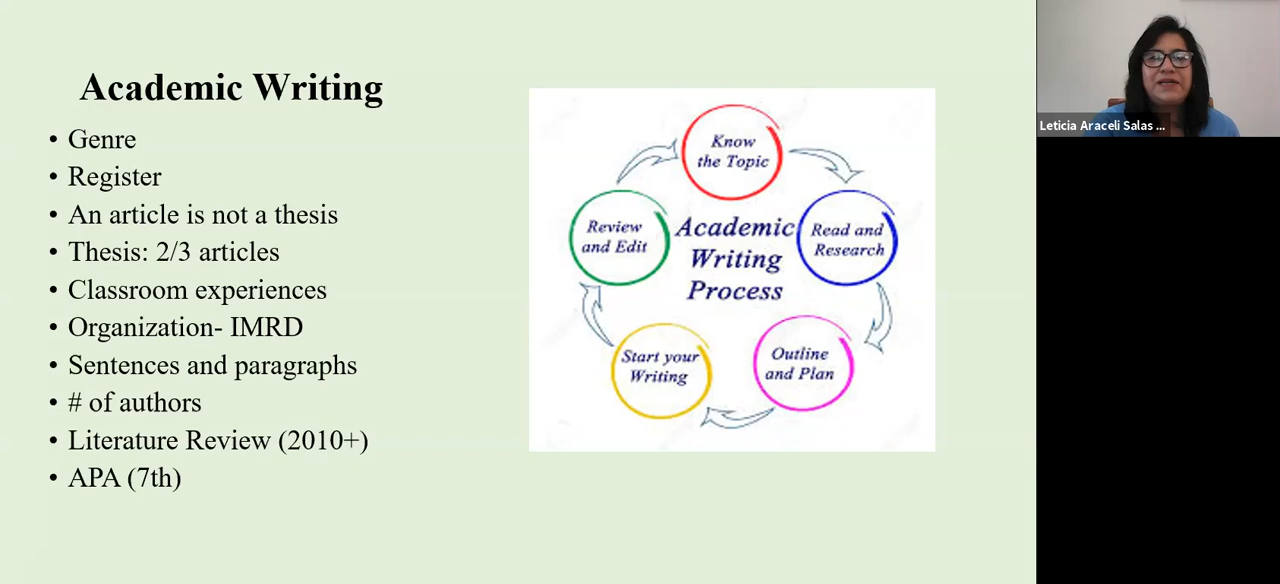 Academic Writing
• Genre
• Register
• An article is not a thesis
• Thesis: 2/3 articles
• Classroom experiences
• Organization- IMRD
• Sentences and paragraphs
• # of authors
• Literature Review (2010+)
• APA (7th)
Know
the Topic
Read and
Research
Outline
and Plan
Start your
Writing
Review
and Edit
Academic
Writing
Process
Leticia Araceli Salas ...